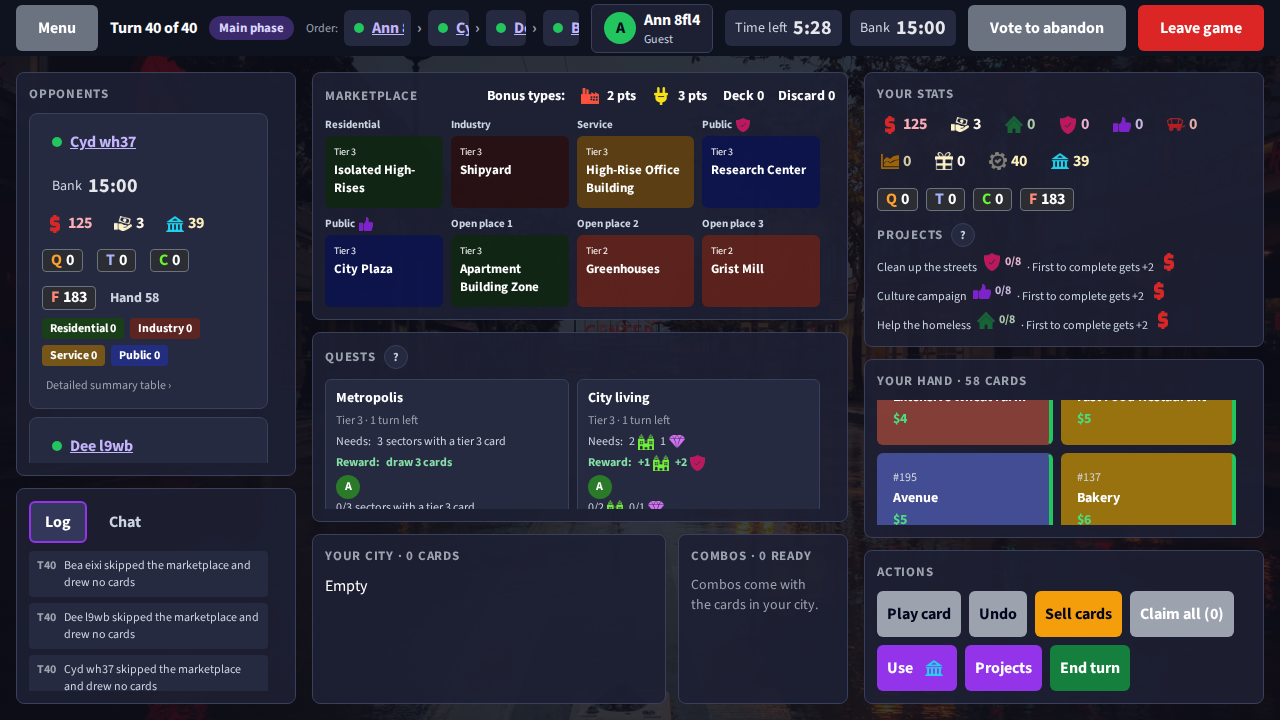 Menu
Turn 40 of 40
Main phase
Order:
Ann
›
›
›
A
Ann 8fl4
Guest
Time left 5:28
Bank 15:00
Vote to abandon
Leave game
OPPONENTS
Cyd wh37
Bank 15:00
125
3
39
Q 0
T 0
C 0
F 183
Hand 58
Residential 0
Industry 0
Service 0
Public 0
Detailed summary table ›
Dee l9wb
Log
Chat
T40 Bea eixi skipped the marketplace and
drew no cards
T40 Dee l9wb skipped the marketplace and
drew no cards
T40 Cyd wh37 skipped the marketplace
and drew no cards
MARKETPLACE
Bonus types:
2 pts
3 pts
Deck 0
Discard 0
Residential
Industry
Service
Public
Tier 3
Isolated High-
Rises
Tier 3
Shipyard
Tier 3
High-Rise Office
Building
Tier 3
Research Center
Public
Open place 1
Open place 2
Open place 3
Tier 3
City Plaza
Tier 3
Apartment
Building Zone
Tier 2
Greenhouses
Tier 2
Grist Mill
QUESTS
?
Metropolis
Tier 3 · 1 turn left
Needs: 3 sectors with a tier 3 card
Reward: draw 3 cards
A
0/3 sectors with a tier 3 card
City living
Tier 3 · 1 turn left
Needs: 2 1
Reward: +1 +2
A
0/2 0/1
YOUR CITY · 0 CARDS
Empty
COMBOS · 0 READY
Combos come with
the cards in your city.
YOUR STATS
125
3
0
0
0
0
0
0
40
39
Q 0
T 0
C 0
F 183
PROJECTS
?
Clean up the streets 0/8 · First to complete gets +2
Culture campaign 0/8 · First to complete gets +2
Help the homeless 0/8 · First to complete gets +2
YOUR HAND · 58 CARDS
$4
$5
#195
Avenue
$5
#137
Bakery
$6
ACTIONS
Play card
Undo
Sell cards
Claim all (0)
Use
Projects
End turn